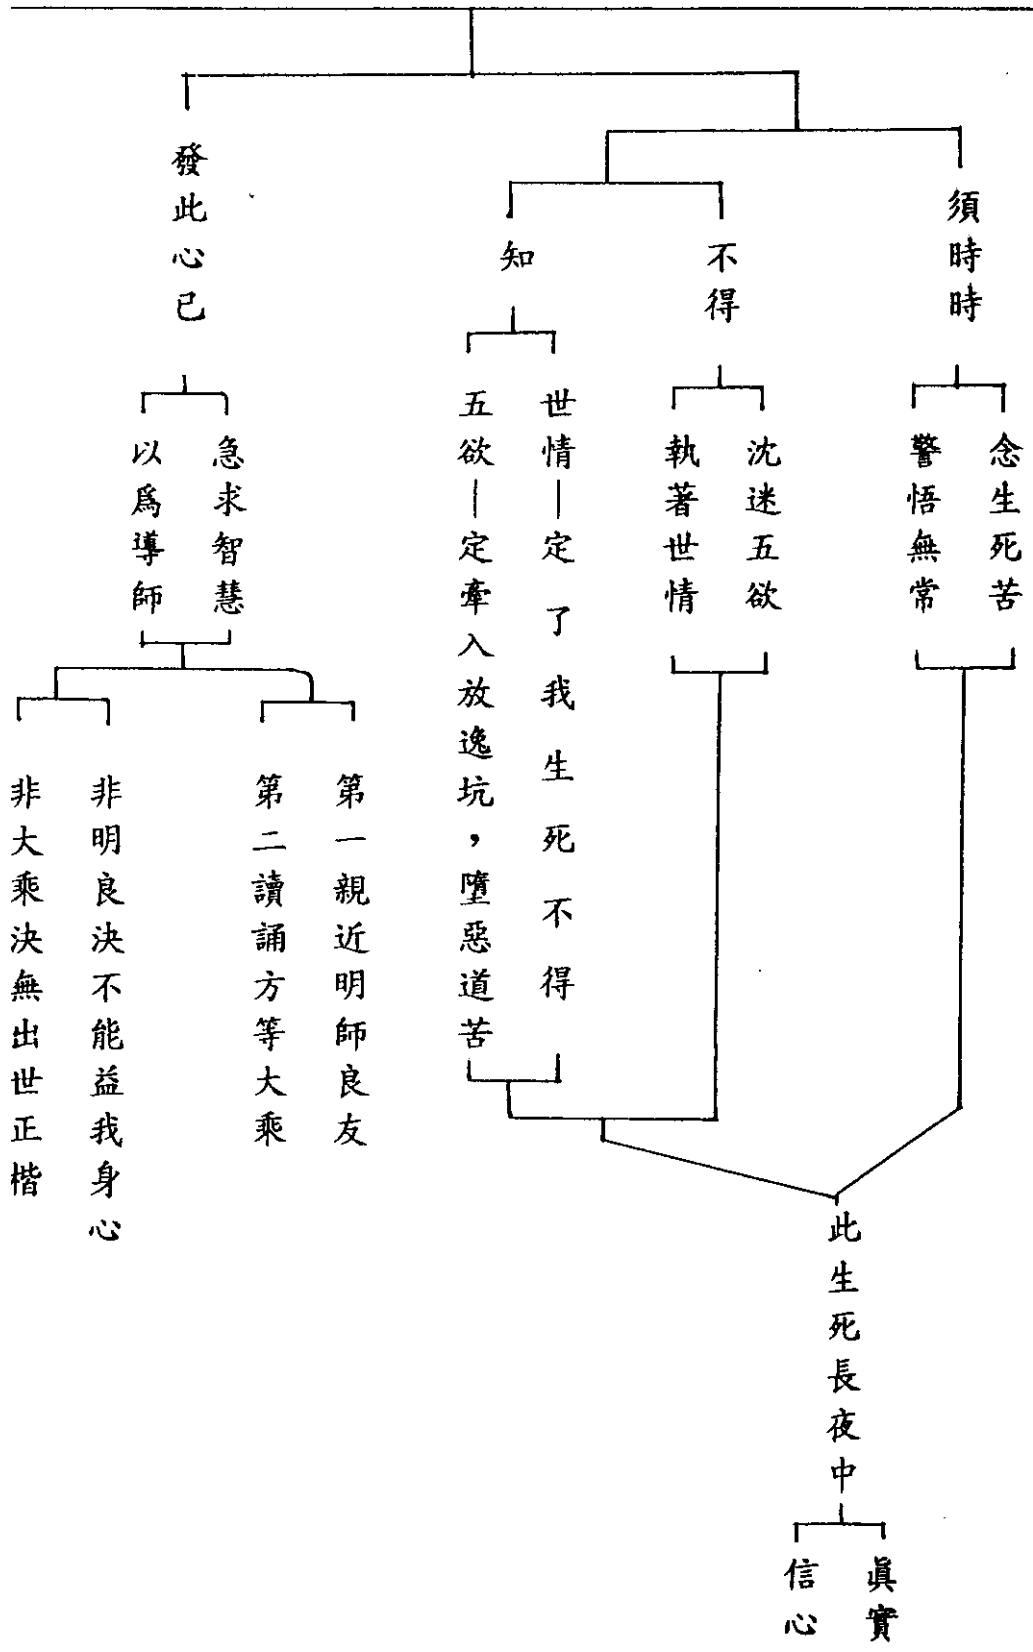 須時時
念生死苦
警悟無常
不得
沈迷五欲
執著世情
知
世情—定了我生死不得
五欲—定牽入放逸坑，墮惡道苦
此生死長夜中
眞實
信心
發此心已
急求智慧
以爲導師
第一親近明師良友
第二讀誦方等大乘
非明良決不能益我身心
非大乘決無出世正楷